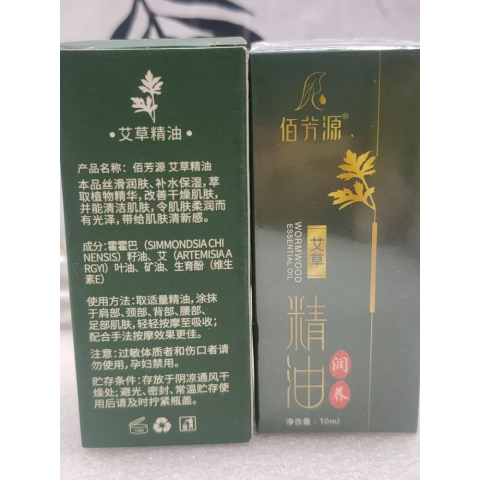 ·艾草精油·
产品名称：佰芳源 艾草精油
本品丝滑润肤、补水保湿，萃
取植物精华，改善干燥肌肤，
并能清洁肌肤，令肌肤柔润而
有光泽，带给肌肤清新感。
成分：霍霍巴（SIMMONDSIA CHI
NENSIS）籽油、艾（ARTEMISIA A
RGYI）叶油、矿油、生育酚（维生
素E）
使用方法：取适量精油，涂抹
于肩部、颈部、背部、腰部、
足部肌肤，轻轻按摩至吸收；
配合手法按摩效果更佳。
注意：过敏体质者和伤口者请
勿使用，孕妇禁用。
贮存条件：存放于阴凉通风干
燥处；避光、密封、常温贮存使
用后请及时拧紧瓶盖。
佰芳源®
艾草
WORMWOOD
ESSENTIAL OIL
精油
润养
净含量：10ml